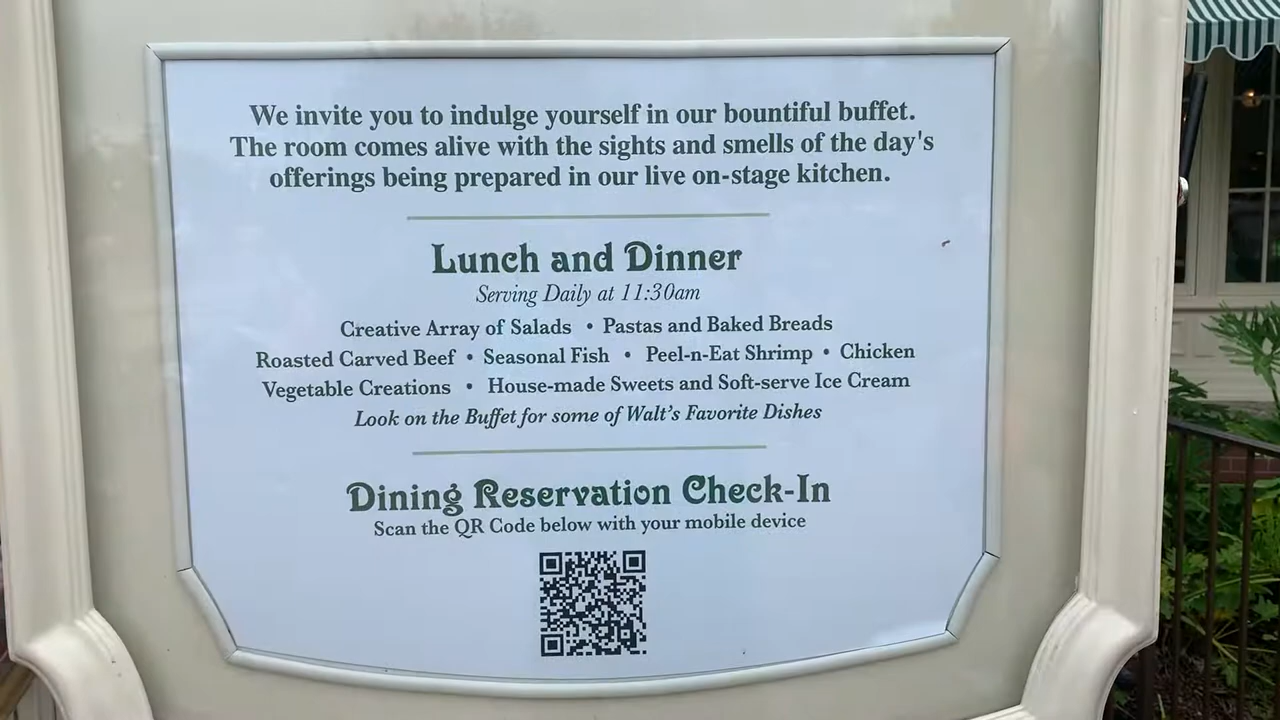 We invite you to indulge yourself in our bountiful buffet.
The room comes alive with the sights and smells of the day's
offerings being prepared in our live on-stage kitchen.
Lunch and Dinner
Serving Daily at 11:30am
Creative Array of Salads • Pastas and Baked Breads
Roasted Carved Beef • Seasonal Fish • Peel-n-Eat Shrimp • Chicken
Vegetable Creations • House-made Sweets and Soft-serve Ice Cream
Look on the Buffet for some of Walt's Favorite Dishes
Dining Reservation Check-In
Scan the QR Code below with your mobile device